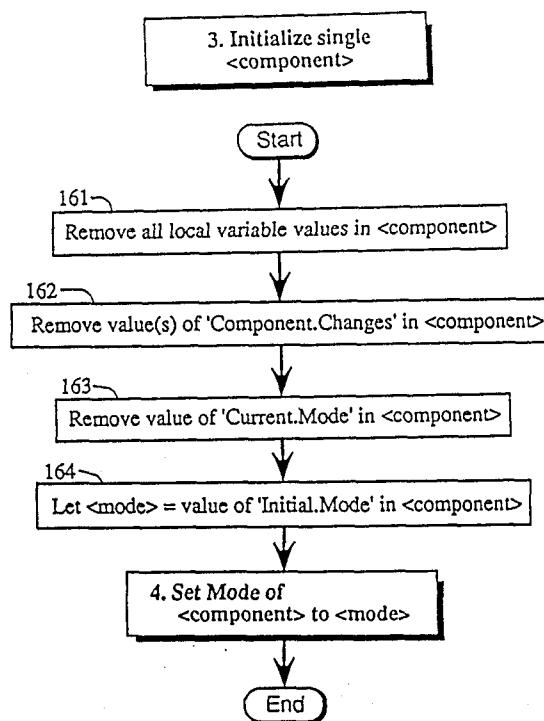 3. Initialize single
<component>
Start
161
Remove all local variable values in <component>
162
Remove value(s) of 'Component.Changes' in <component>
163
Remove value of 'Current.Mode' in <component>
164
Let <mode> = value of 'Initial.Mode' in <component>
4. Set Mode of
<component> to <mode>
End